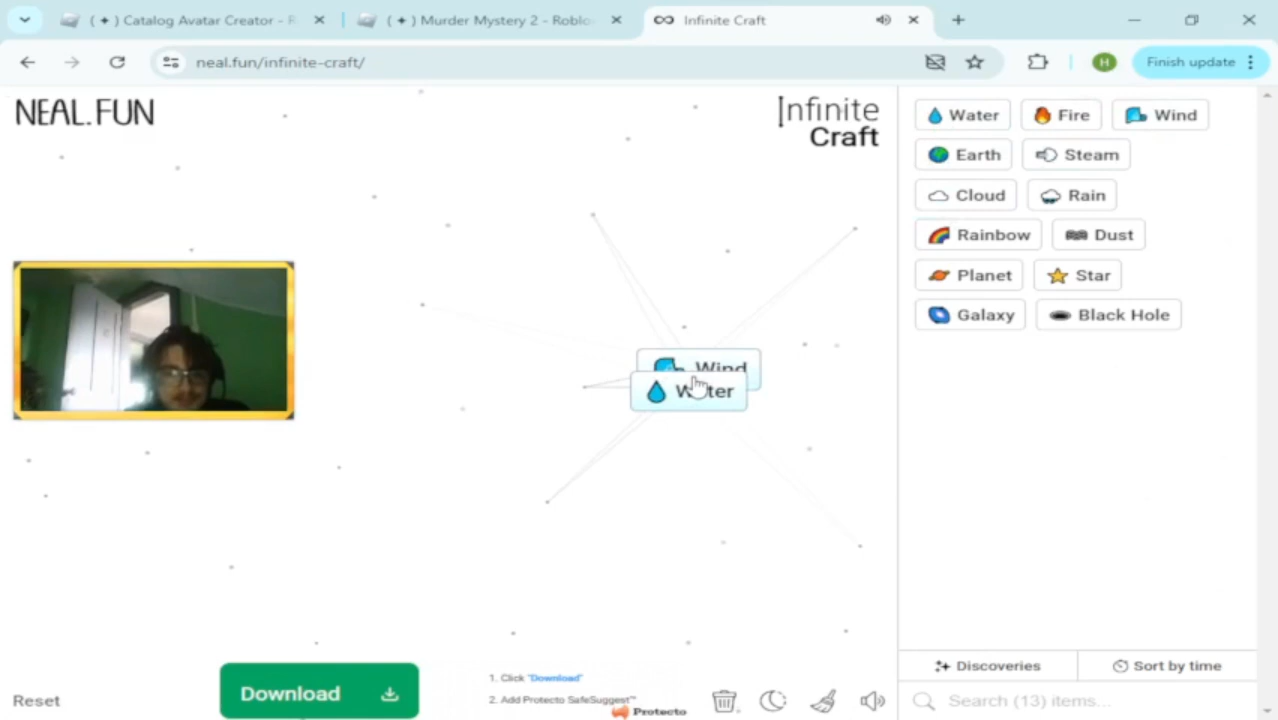 ( ✦ ) Catalog Avatar Creator - R
( ✦ ) Murder Mystery 2 - Roblo
Infinite Craft
neal.fun/infinite-craft/
H
Finish update
NEAL.FUN
Infinite
Craft
Water Fire Wind
Earth Steam
Cloud Rain
Rainbow Dust
Planet Star
Galaxy Black Hole
Wind
Water
Discoveries Sort by time
Search (13) items...
Reset
Download
1. Click "Download"
2. Add Protecto SafeSuggest™
Protecto